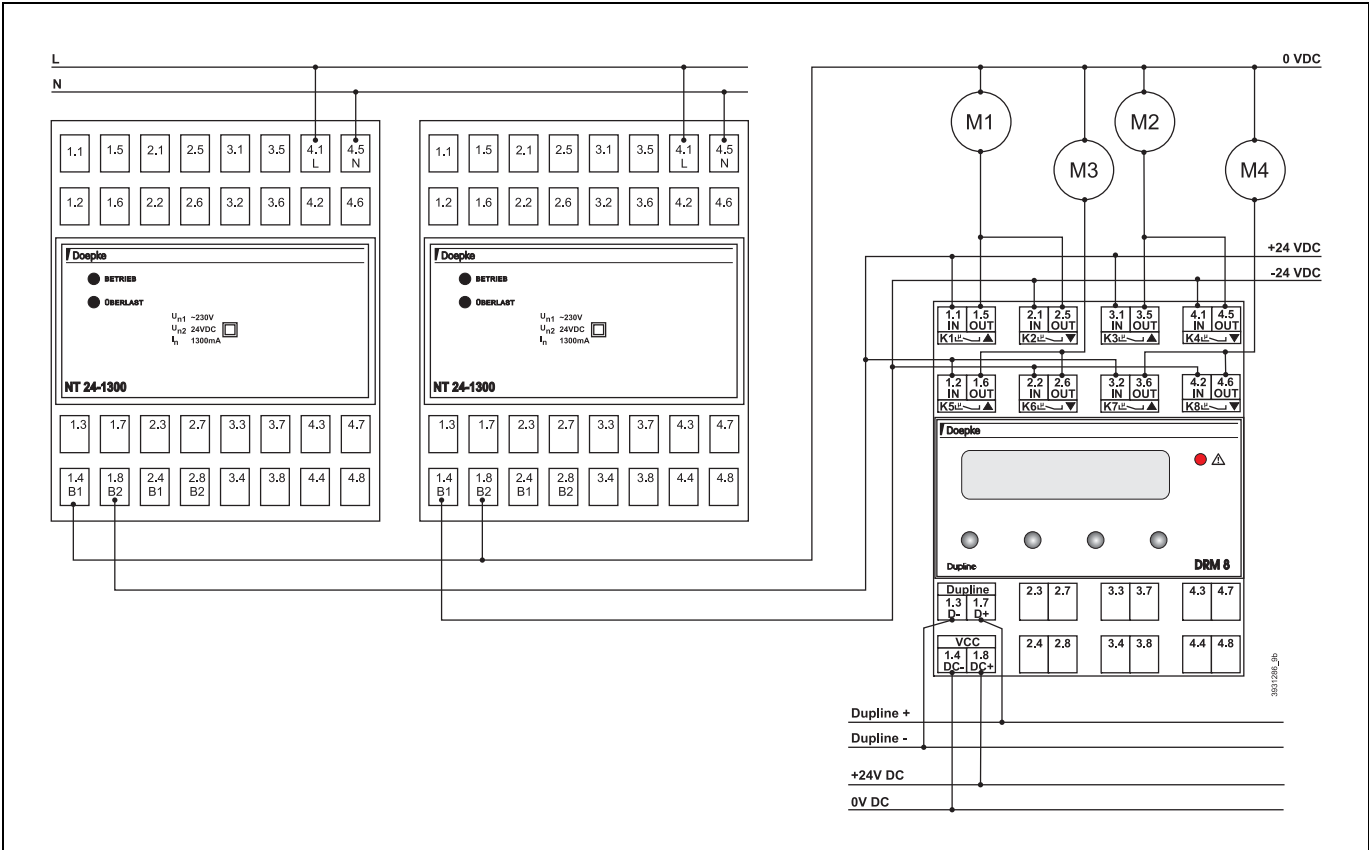 L
0 VDC
N
M1
M2
M3
M4
1.1 1.5 2.1 2.5 3.1 3.5 4.1 4.5
L N
1.2 1.6 2.2 2.6 3.2 3.6 4.2 4.6
Doepke
BETRIEB
ÜBERLAST
Un1 ~230V
Un2 24VDC
In 1300mA
NT 24-1300
1.3 1.7 2.3 2.7 3.3 3.7 4.3 4.7
1.4 1.8 2.4 2.8 3.4 3.8 4.4 4.8
B1 B2 B1 B2
1.1 1.5 2.1 2.5 3.1 3.5 4.1 4.5
L N
1.2 1.6 2.2 2.6 3.2 3.6 4.2 4.6
Doepke
BETRIEB
ÜBERLAST
Un1 ~230V
Un2 24VDC
In 1300mA
NT 24-1300
1.3 1.7 2.3 2.7 3.3 3.7 4.3 4.7
1.4 1.8 2.4 2.8 3.4 3.8 4.4 4.8
B1 B2 B1 B2
+24 VDC
-24 VDC
1.1 1.5 2.1 2.5 3.1 3.5 4.1 4.5
IN OUT IN OUT IN OUT IN OUT
K1 µ ▲ K2 µ ▼ K3 µ ▲ K4 µ ▼
1.2 1.6 2.2 2.6 3.2 3.6 4.2 4.6
IN OUT IN OUT IN OUT IN OUT
K5 µ ▲ K6 µ ▼ K7 µ ▲ K8 µ ▼
Doepke
Dupline
DRM 8
Dupline
1.3 1.7 2.3 2.7 3.3 3.7 4.3 4.7
D- D+
VCC
1.4 1.8 2.4 2.8 3.4 3.8 4.4 4.8
DC- DC+
3931286_9b
Dupline +
Dupline -
+24V DC
0V DC